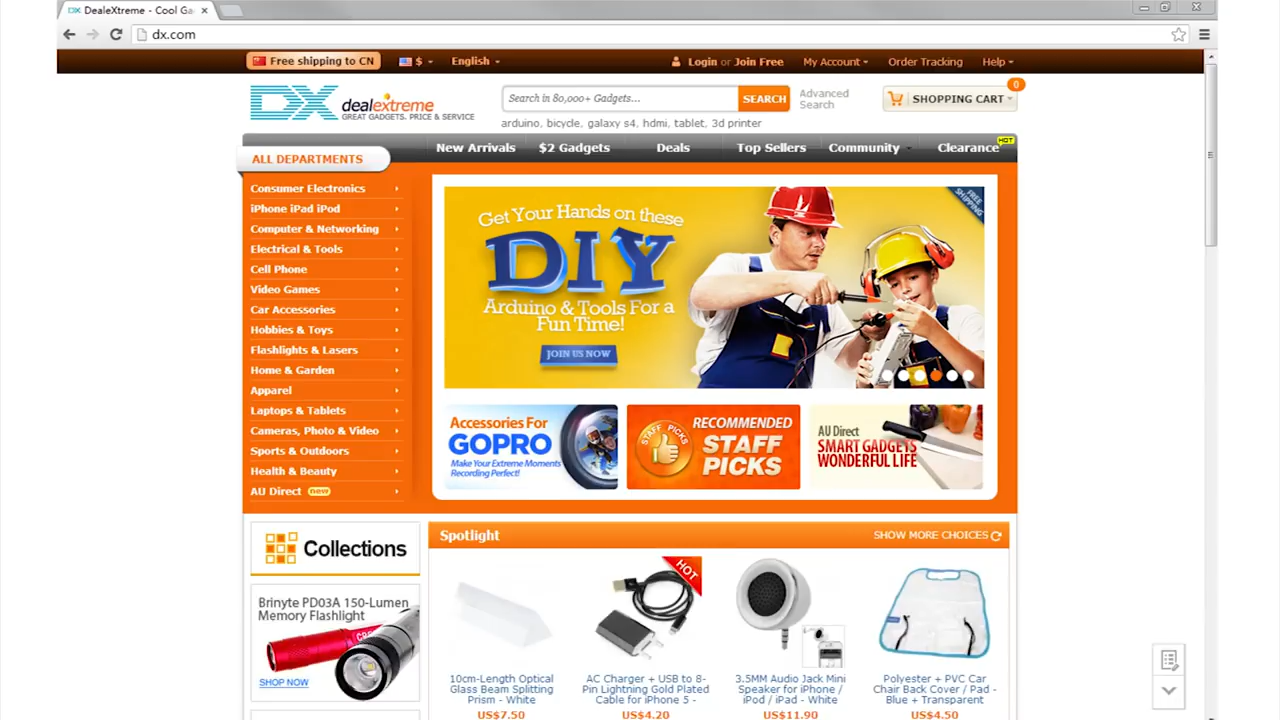 DealeXtreme - Cool Ga
dx.com
Free shipping to CN
$
English
Login or Join Free
My Account
Order Tracking
Help
DX dealextreme
GREAT GADGETS. PRICE & SERVICE
Search in 80,000+ Gadgets...
SEARCH
Advanced
Search
SHOPPING CART
0
arduino, bicycle, galaxy s4, hdmi, tablet, 3d printer
ALL DEPARTMENTS
New Arrivals
$2 Gadgets
Deals
Top Sellers
Community
Clearance
HOT
Consumer Electronics
iPhone iPad iPod
Computer & Networking
Electrical & Tools
Cell Phone
Video Games
Car Accessories
Hobbies & Toys
Flashlights & Lasers
Home & Garden
Apparel
Laptops & Tablets
Cameras, Photo & Video
Sports & Outdoors
Health & Beauty
AU Direct new
Get Your Hands on these
DIY
Arduino & Tools For a
Fun Time!
JOIN US NOW
FREE
SHIPPING
Accessories For
GOPRO
Make Your Extreme Moments
Recording Perfect!
STAFF
PICKS
RECOMMENDED
STAFF
PICKS
AU Direct
SMART GADGETS
WONDERFUL LIFE
Collections
Brinyte PD03A 150-Lumen
Memory Flashlight
SHOP NOW
Spotlight
SHOW MORE CHOICES
HOT
10cm-Length Optical
Glass Beam Splitting
Prism - White
US$7.50
AC Charger + USB to 8-
Pin Lightning Gold Plated
Cable for iPhone 5 -
US$4.20
3.5MM Audio Jack Mini
Speaker for iPhone /
iPod / iPad - White
US$11.90
Polyester + PVC Car
Chair Back Cover / Pad -
Blue + Transparent
US$4.50